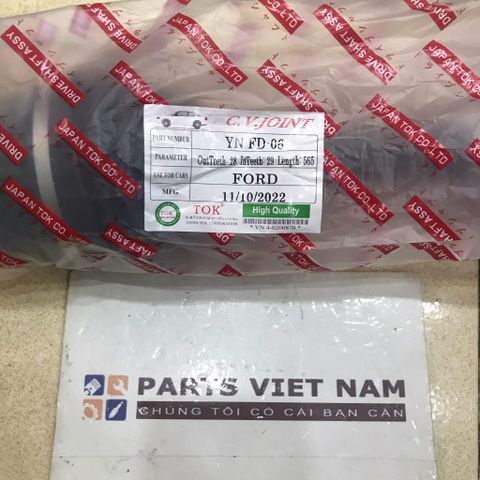 C.V.JOINT
PART NUMBER YN FD-06
PARAMETER OutTeeth:28 InTeeth:29 Length:565
USE FOR CARS FORD
MFG 11/10/2022
TOK TOK High Quality
JAPAN TOK CORPORATION
* VN 4-0200870 *
JAPAN TOK CO.,LTD
DRIVE SHAFT ASSY
PARTS VIET NAM
CHÚNG TÔI CÓ CÁI BẠN CẦN